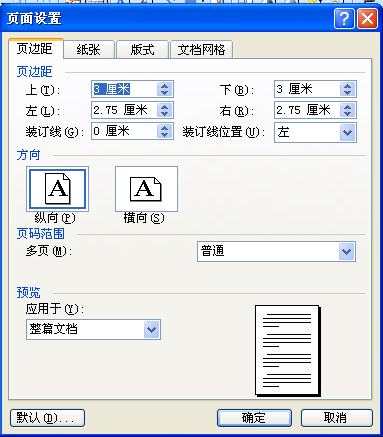 页面设置
页边距 纸张 版式 文档网格
页边距
上(T): 3 厘米 下(B): 3 厘米
左(L): 2.75 厘米 右(R): 2.75 厘米
装订线(G): 0 厘米 装订线位置(U): 左
方向
A A
纵向(P) 横向(S)
页码范围
多页(M): 普通
预览
应用于(Y):
整篇文档
默认(D)... 确定 取消